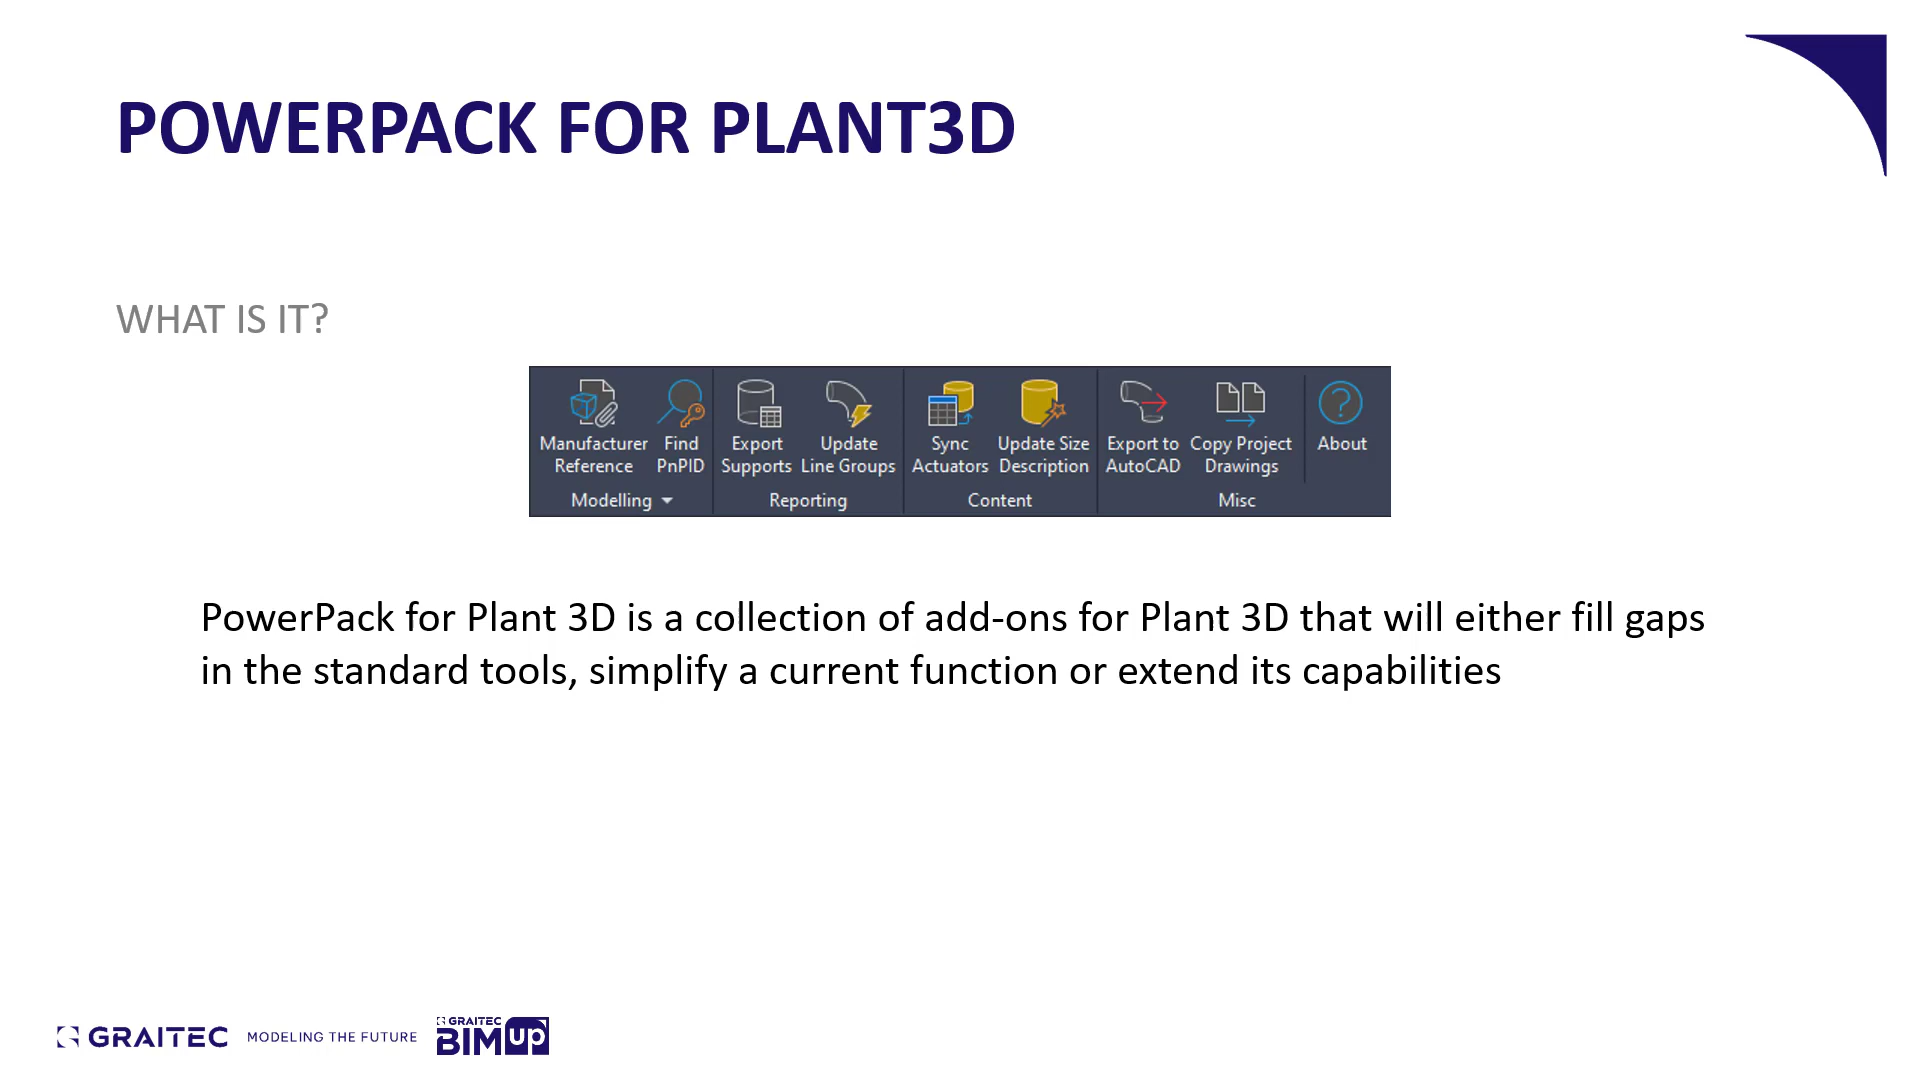 POWERPACK FOR PLANT3D
WHAT IS IT?
Manufacturer Reference
Find PnPID
Modelling
Export Supports
Update Line Groups
Reporting
Sync Actuators
Update Size Description
Content
Export to AutoCAD
Copy Project Drawings
About
Misc
PowerPack for Plant 3D is a collection of add-ons for Plant 3D that will either fill gaps
in the standard tools, simplify a current function or extend its capabilities
GRAITEC MODELING THE FUTURE
GRAITEC
BIM up